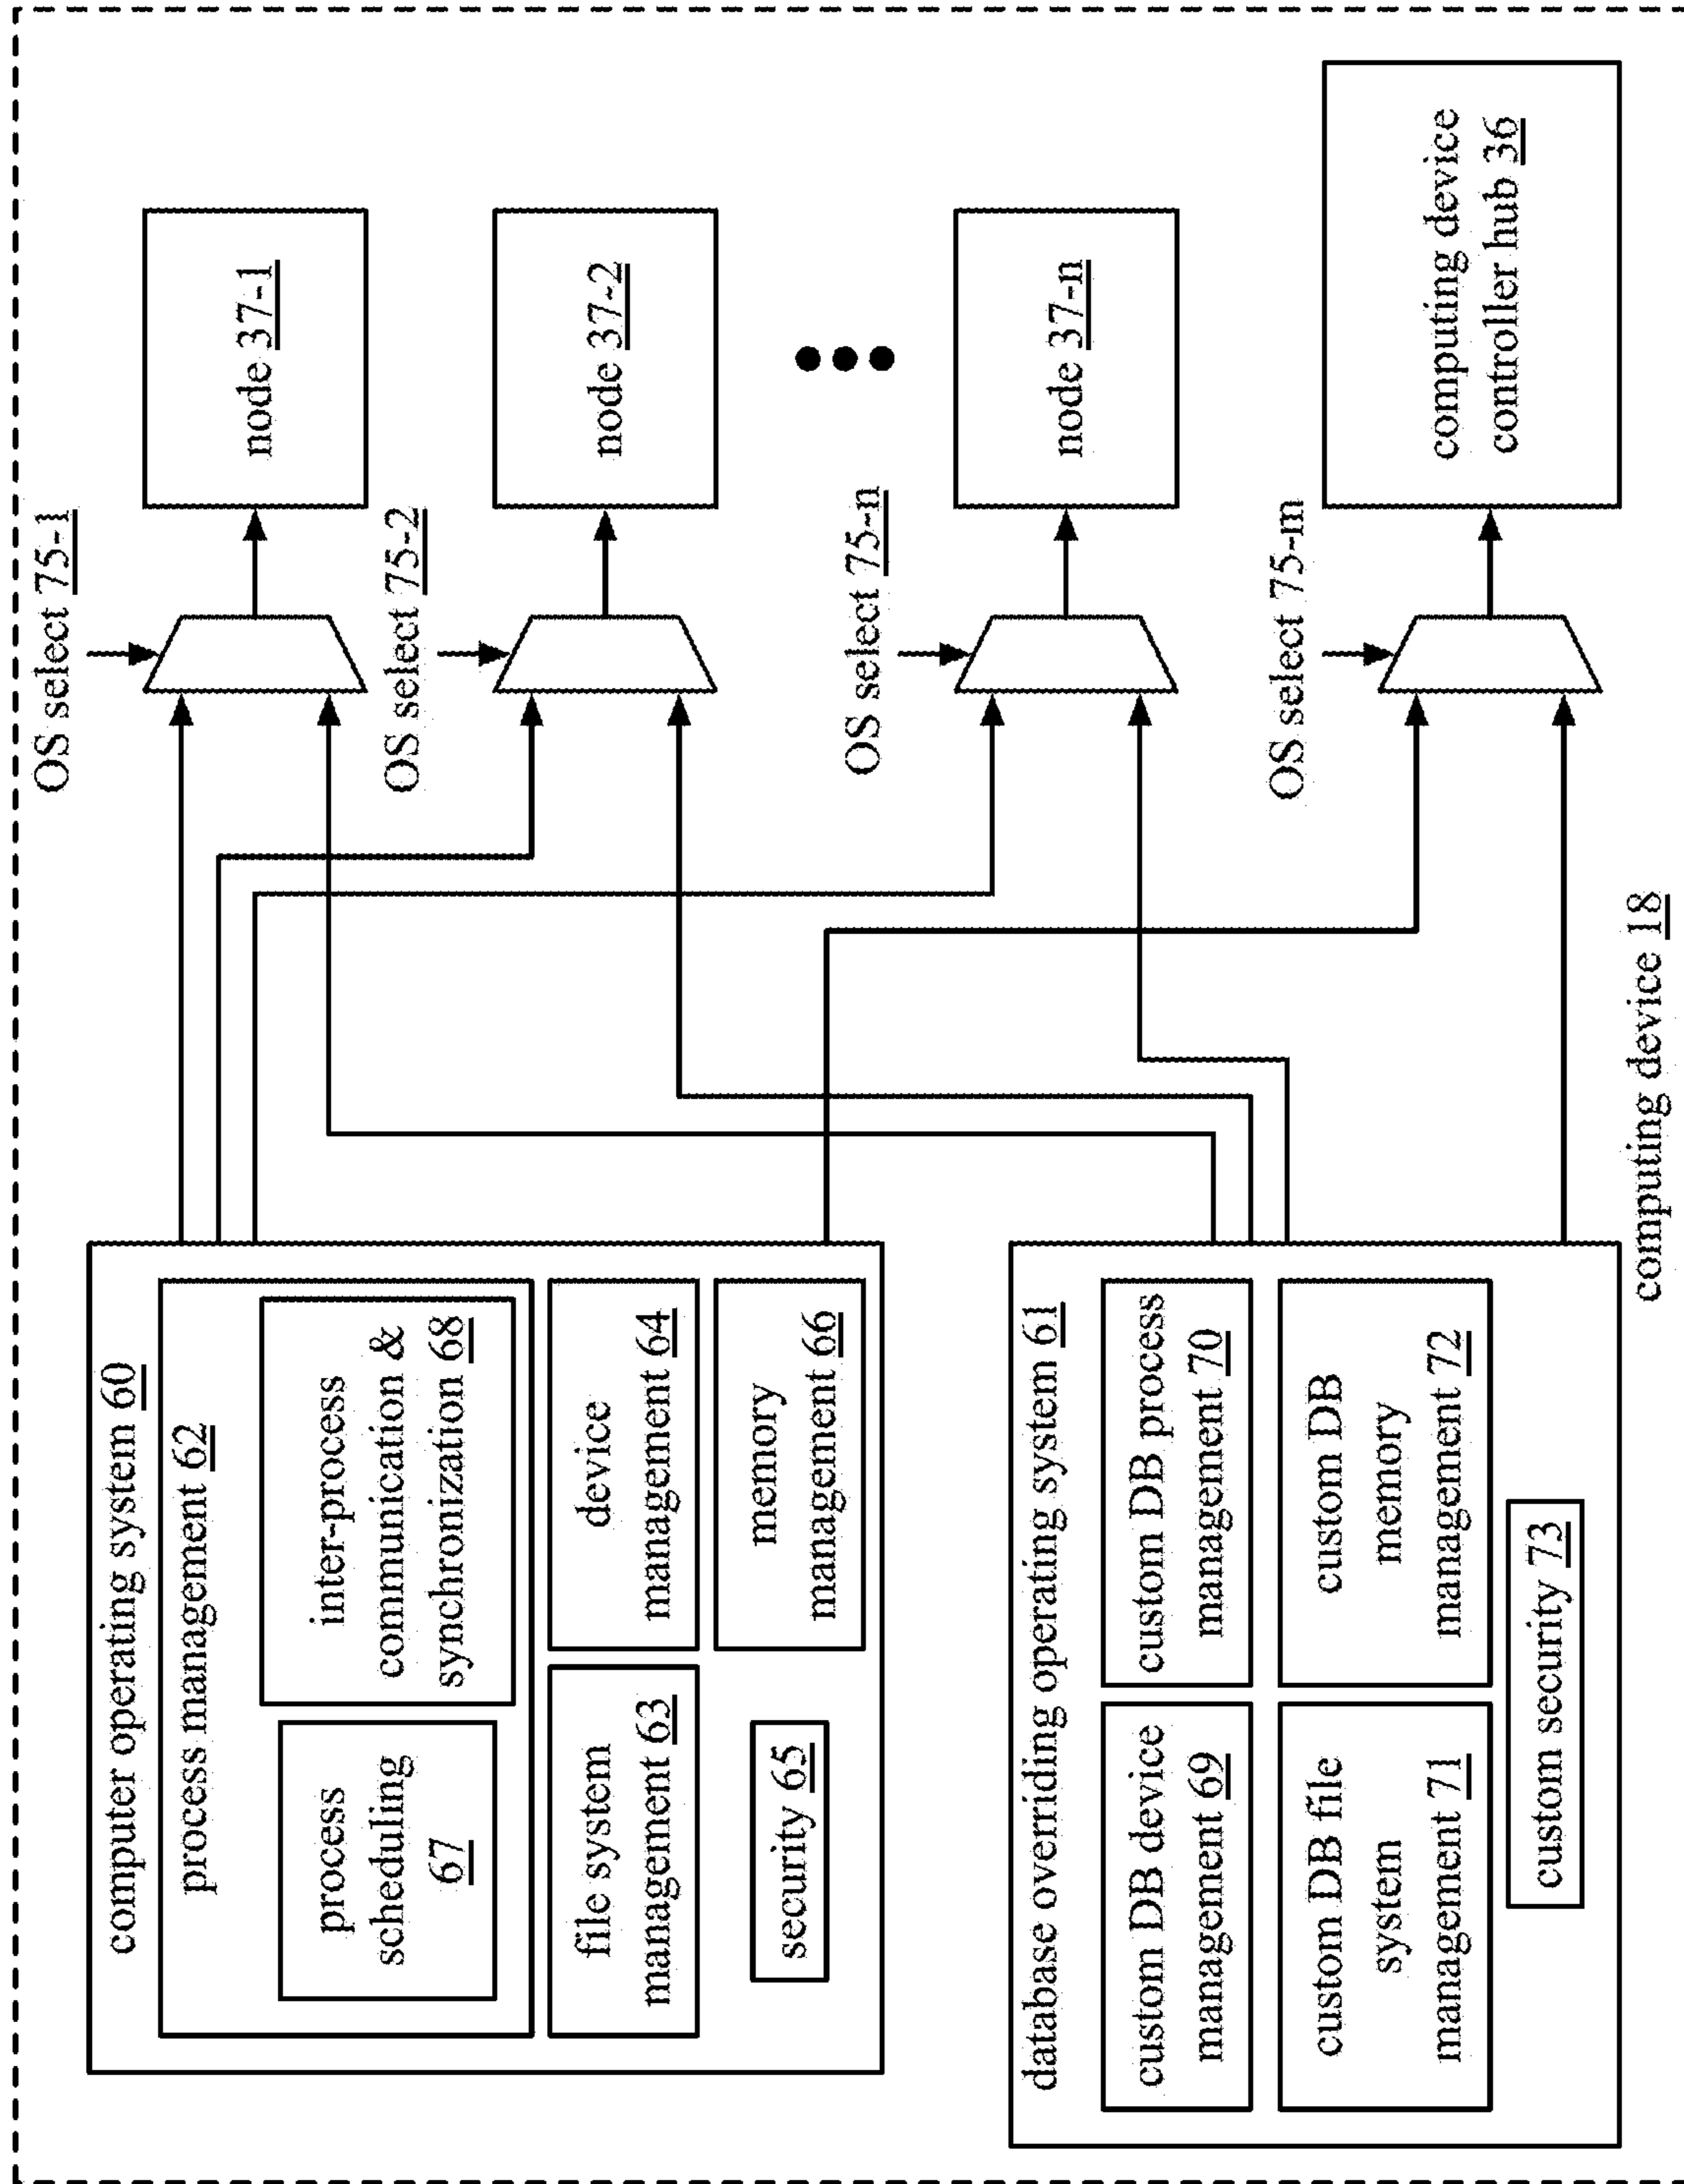 computer operating system 60
process management 62
process
scheduling
67
inter-process
communication &
synchronization 68
file system
management 63
device
management 64
security 65
memory
management 66
database overriding operating system 61
custom DB device
management 69
custom DB process
management 70
custom DB file
system
management 71
custom DB
memory
management 72
custom security 73
OS select 75-1
node 37-1
OS select 75-2
node 37-2
OS select 75-n
node 37-n
OS select 75-m
computing device
controller hub 36
computing device 18